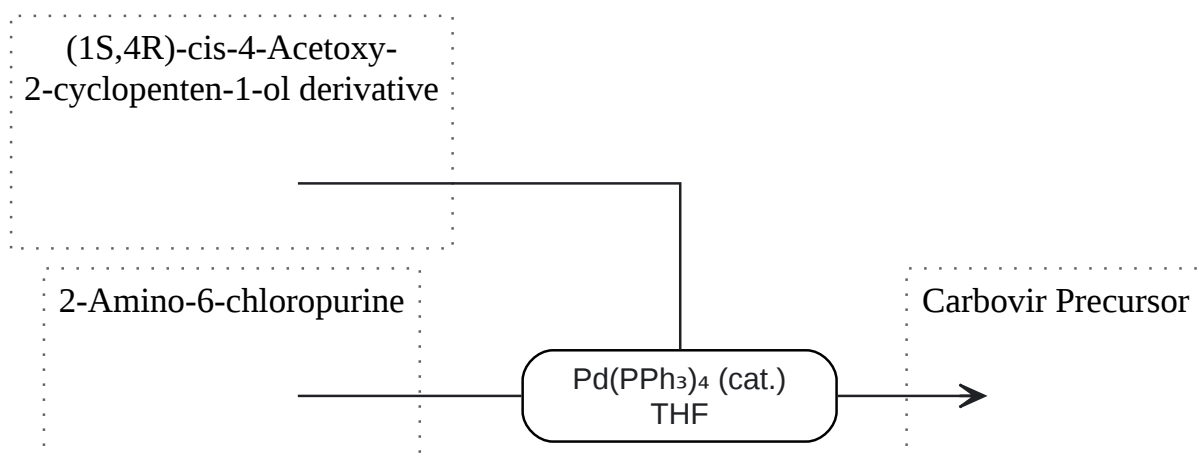 (1S,4R)-cis-4-Acetoxy-
2-cyclopenten-1-ol derivative
2-Amino-6-chloropurine
Carbovir Precursor
Pd(PPh₃)₄ (cat.)
THF